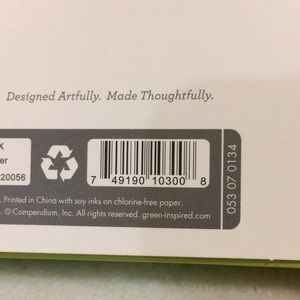 Designed Artfully. Made Thoughtfully.
X
er
20056
7 49190 10300 8
053 07 0134
Printed in China with soy inks on chlorine-free paper.
© Compendium, Inc. All rights reserved. green-inspired.com